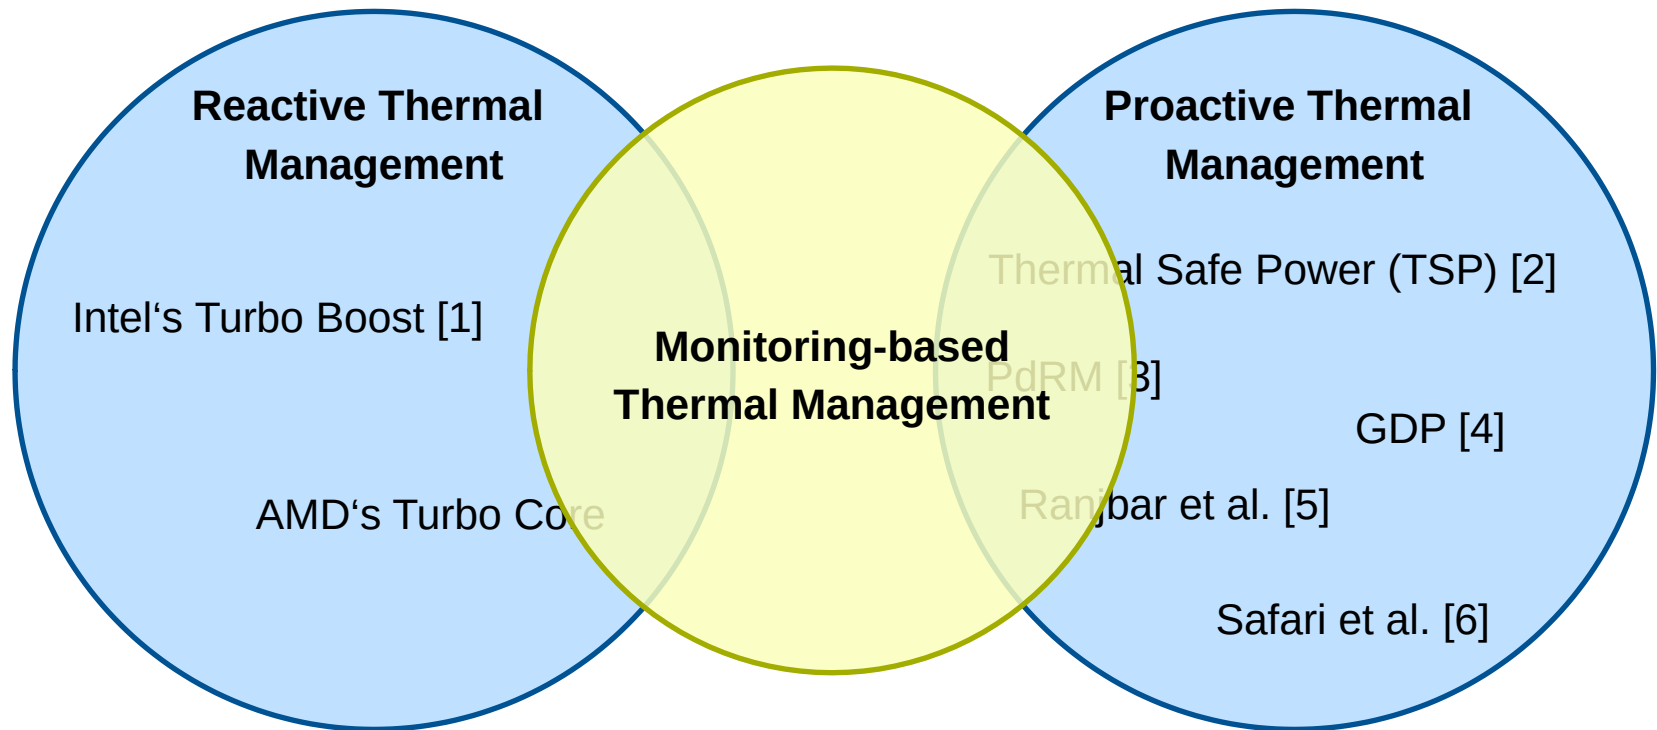 Reactive Thermal
Management
Intel‘s Turbo Boost [1]
AMD‘s Turbo Core
Monitoring-based
Thermal Management
Proactive Thermal
Management
Thermal Safe Power (TSP) [2]
PdRM [3]
GDP [4]
Ranjbar et al. [5]
Safari et al. [6]